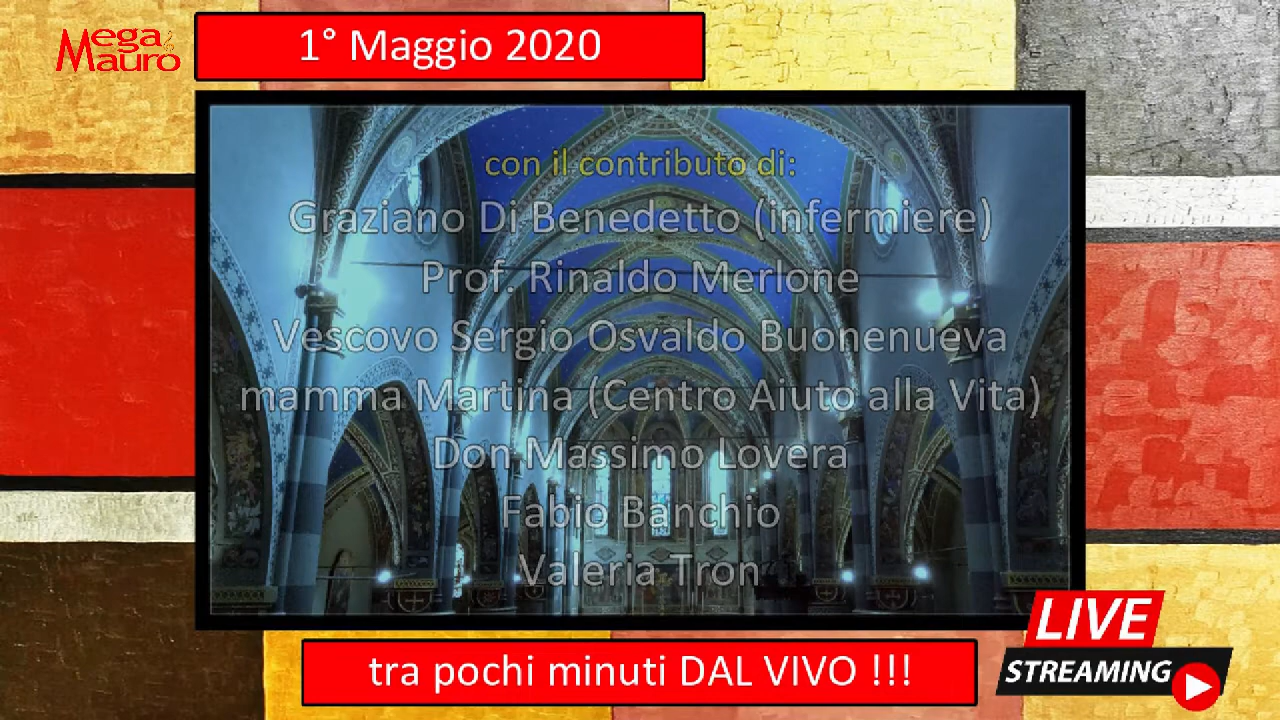 Mega
Mauro
1° Maggio 2020
con il contributo di:
Graziano Di Benedetto (infermiere)
Prof. Rinaldo Merlone
Vescovo Sergio Osvaldo Buonenueva
mamma Martina (Centro Aiuto alla Vita)
Don Massimo Lovera
Fabio Banchio
Valeria Tron
tra pochi minuti DAL VIVO !!!
LIVE
STREAMING